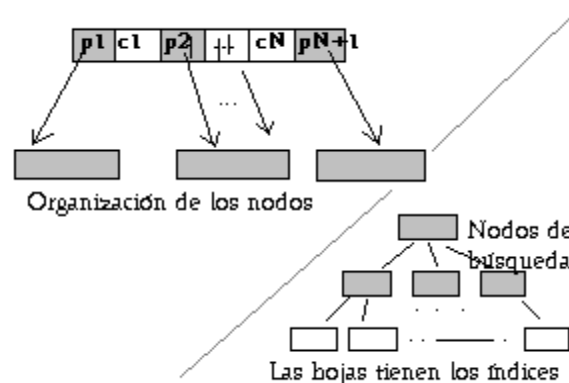 p1 c1 p2 ... cN pN+1
...
Organización de los nodos
Nodos de
búsqueda
. . .
Las hojas tienen los índices